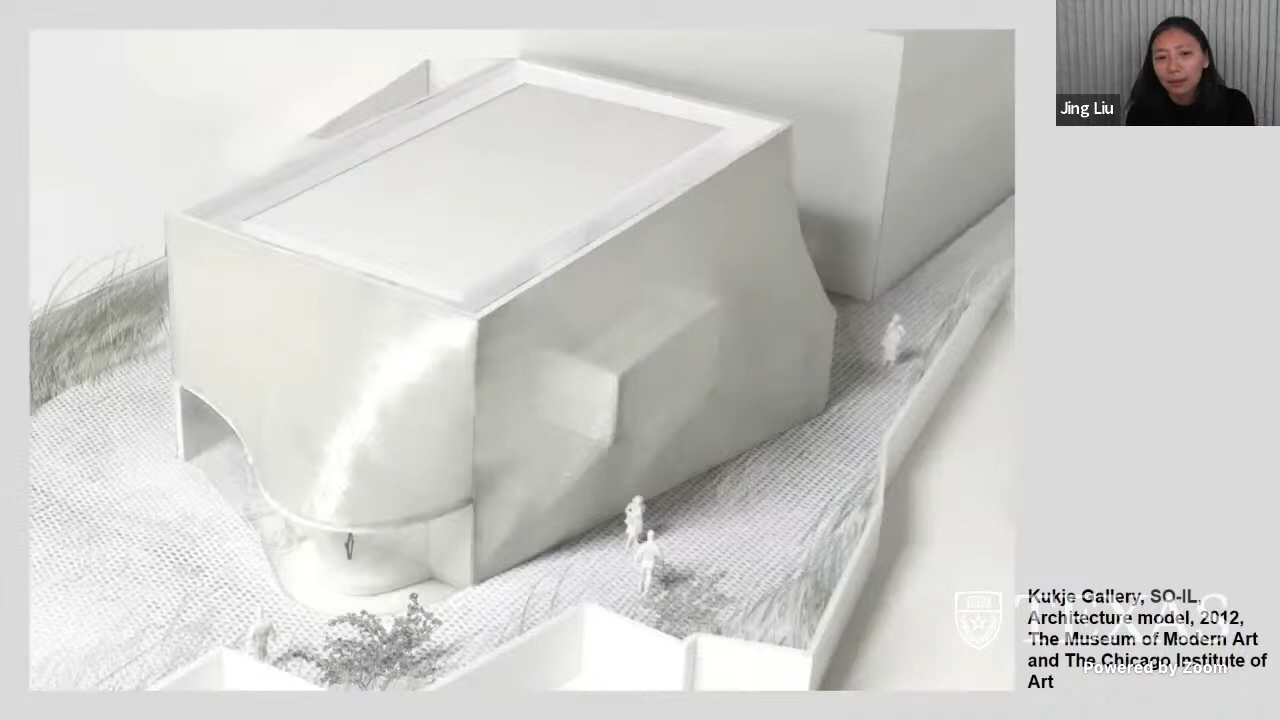 Jing Liu
Kukje Gallery, SO-IL,
Architecture model, 2012,
The Museum of Modern Art
and The Chicago Institute of
Art
TEXAS
Powered by Zoom